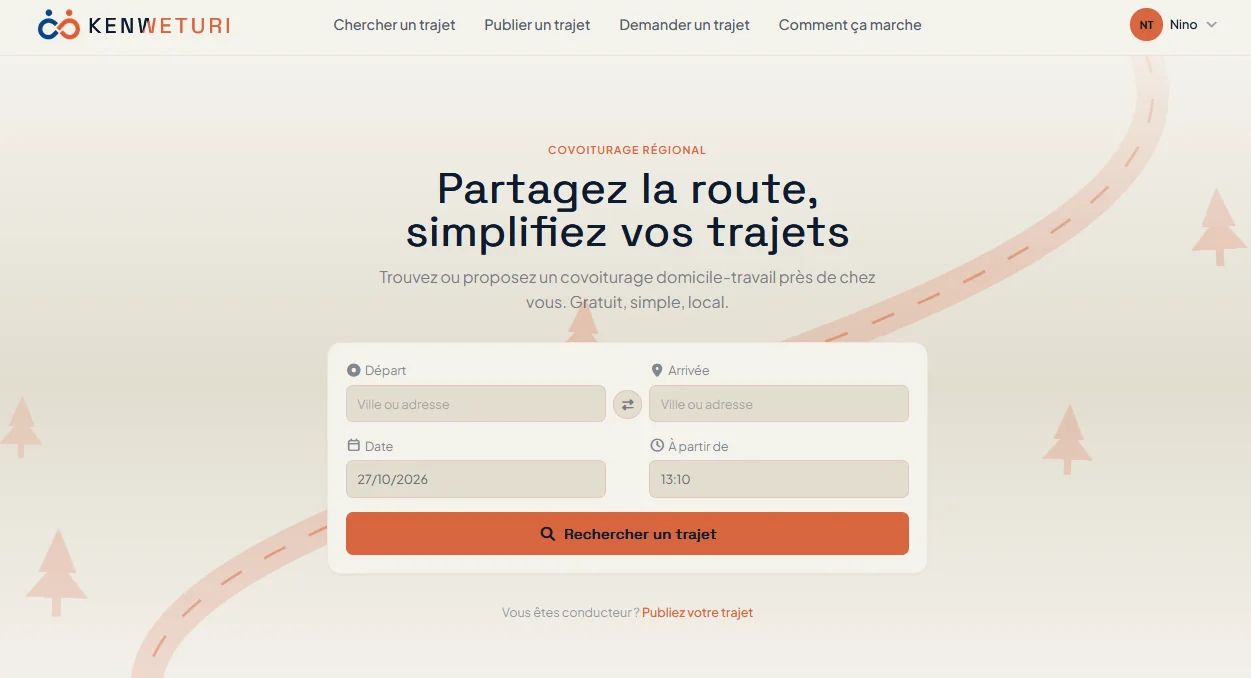 KENWETURI
Chercher un trajet
Publier un trajet
Demander un trajet
Comment ça marche
NT
Nino
COVOITURAGE RÉGIONAL
Partagez la route,
simplifiez vos trajets
Trouvez ou proposez un covoiturage domicile-travail près de chez
vous. Gratuit, simple, local.
Départ
Arrivée
Ville ou adresse
Ville ou adresse
Date
À partir de
27/10/2026
13:10
Rechercher un trajet
Vous êtes conducteur ? Publiez votre trajet